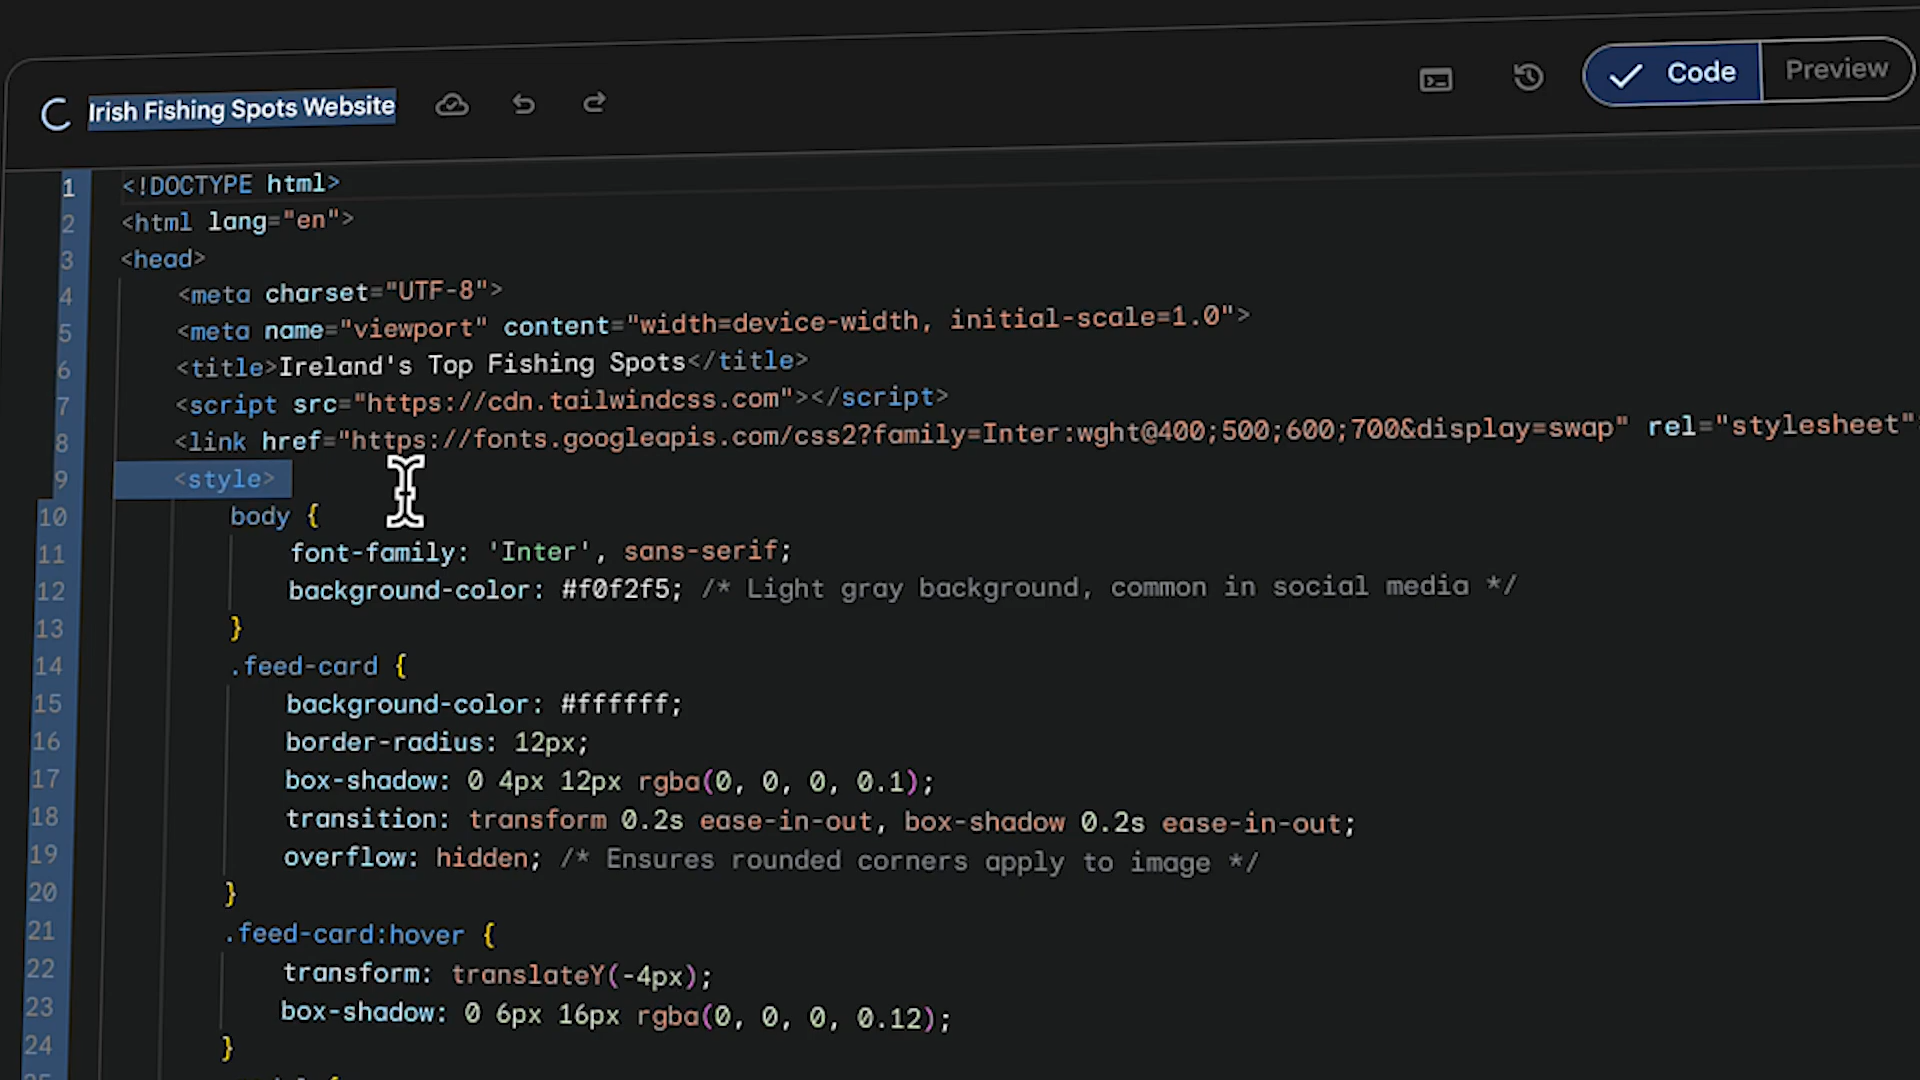 Irish Fishing Spots Website
Code
Preview
1 <!DOCTYPE html>
2 <html lang="en">
3 <head>
4 <meta charset="UTF-8">
5 <meta name="viewport" content="width=device-width, initial-scale=1.0">
6 <title>Ireland's Top Fishing Spots</title>
7 <script src="https://cdn.tailwindcss.com"></script>
8 <link href="https://fonts.googleapis.com/css2?family=Inter:wght@400;500;600;700&display=swap" rel="stylesheet"
9 <style>
10 body {
11 font-family: 'Inter', sans-serif;
12 background-color: #f0f2f5; /* Light gray background, common in social media */
13 }
14 .feed-card {
15 background-color: #ffffff;
16 border-radius: 12px;
17 box-shadow: 0 4px 12px rgba(0, 0, 0, 0.1);
18 transition: transform 0.2s ease-in-out, box-shadow 0.2s ease-in-out;
19 overflow: hidden; /* Ensures rounded corners apply to image */
20 }
21 .feed-card:hover {
22 transform: translateY(-4px);
23 box-shadow: 0 6px 16px rgba(0, 0, 0, 0.12);
24 }